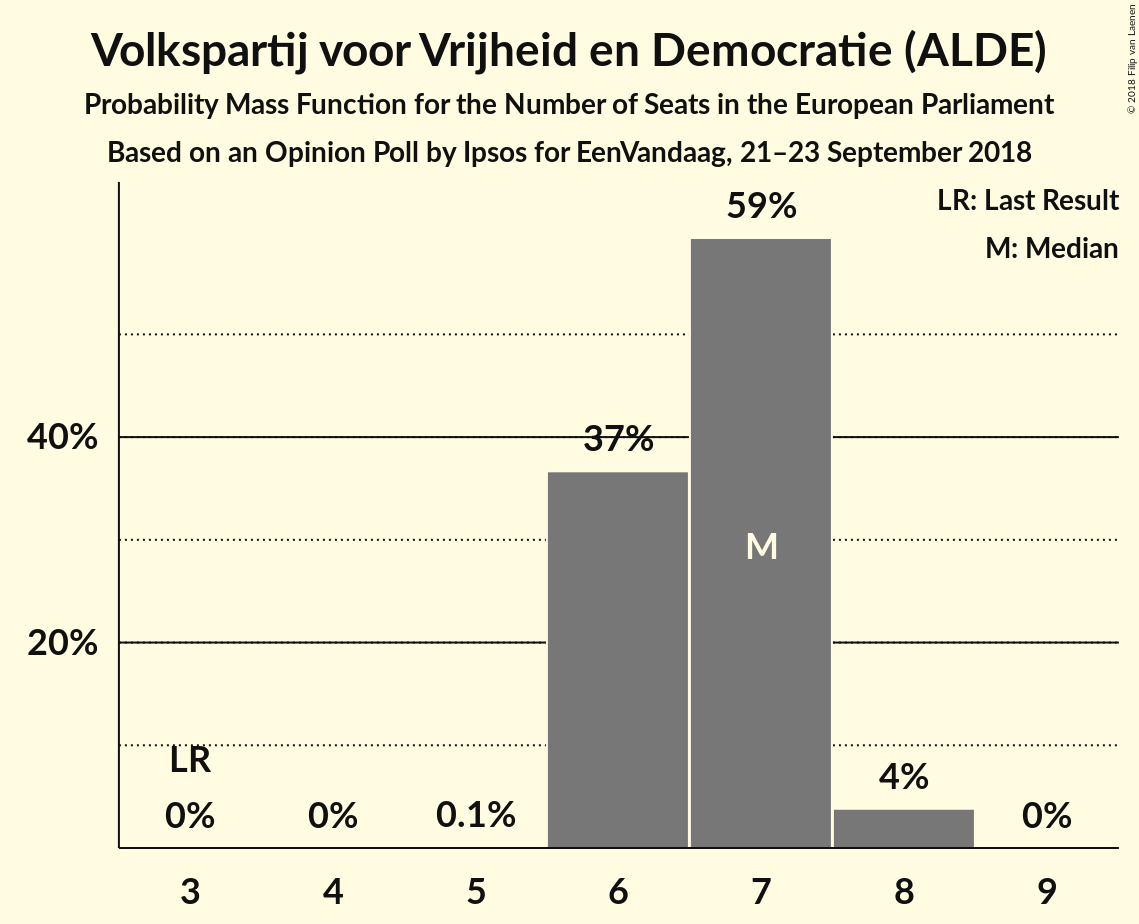 Volkspartij voor Vrijheid en Democratie (ALDE)
Probability Mass Function for the Number of Seats in the European Parliament
Based on an Opinion Poll by Ipsos for EenVandaag, 21–23 September 2018
© 2018 Filip van Laenen
LR: Last Result
M: Median
59%
40%
37%
M
20%
LR
0%
0%
0.1%
4%
0%
3 4 5 6 7 8 9